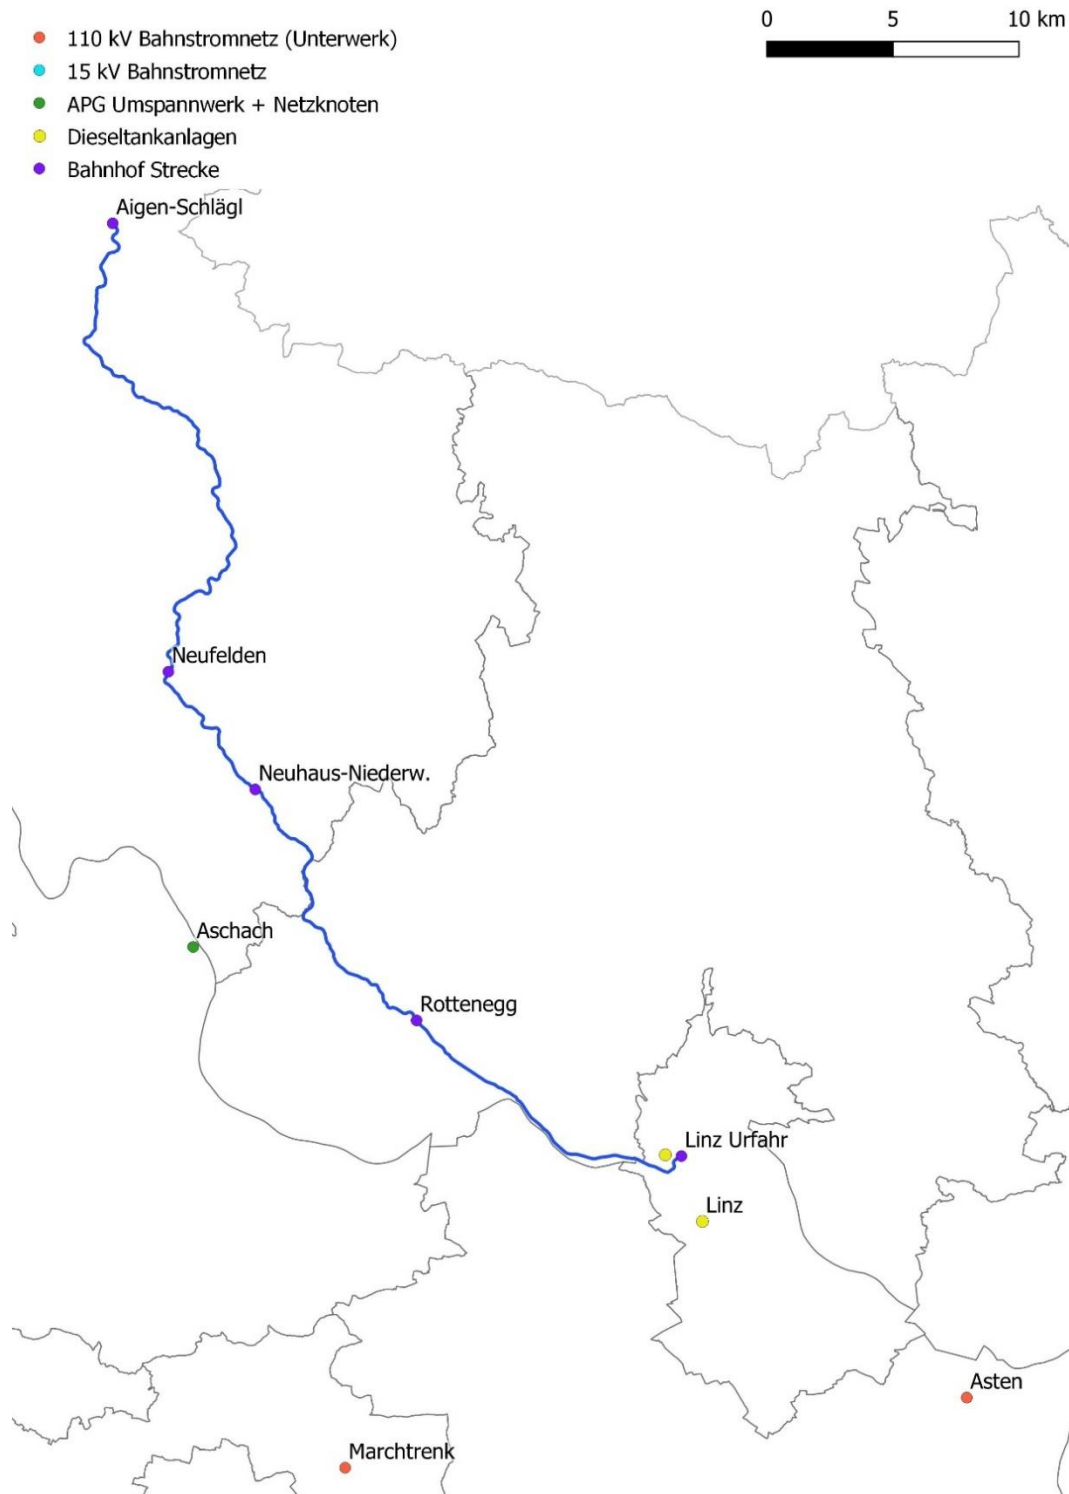 0 5 10 km
110 kV Bahnstromnetz (Unterwerk)
15 kV Bahnstromnetz
APG Umspannwerk + Netzknoten
Dieseltankanlagen
Bahnhof Strecke
Aigen-Schlägl
Neufelden
Neuhaus-Niederw.
Aschach
Rottenegg
Linz Urfahr
Linz
Asten
Marchtrenk